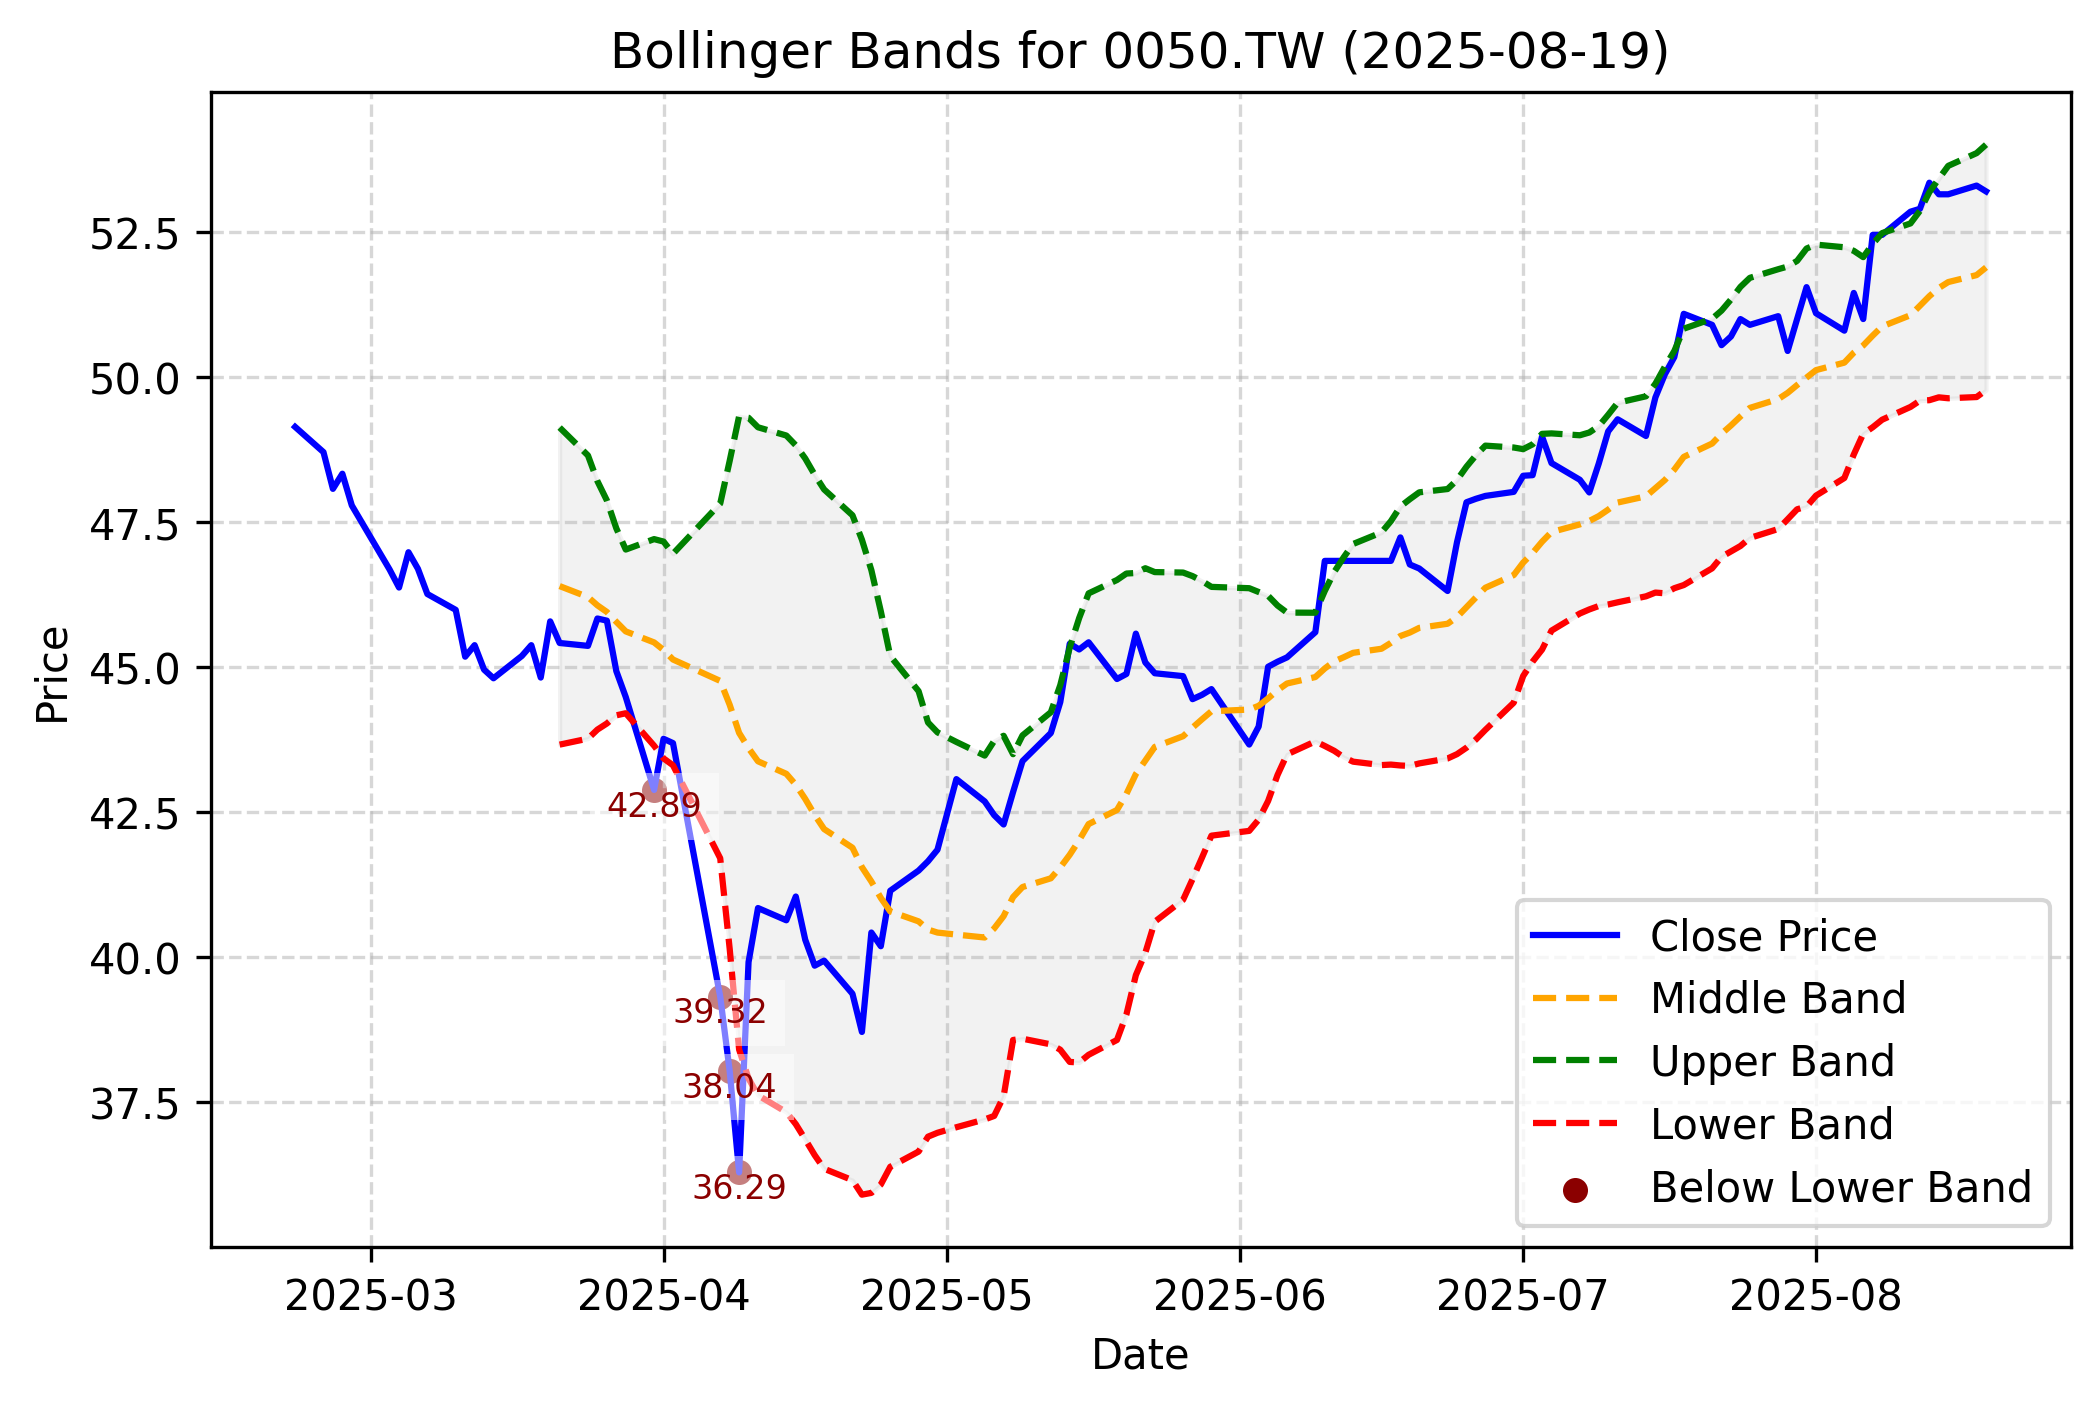 Bollinger Bands for 0050.TW (2025-08-19)
Price
52.5
50.0
47.5
45.0
42.5
40.0
37.5
42.89
39.32
38.04
36.29
Close Price
Middle Band
Upper Band
Lower Band
Below Lower Band
2025-03
2025-04
2025-05
2025-06
2025-07
2025-08
Date